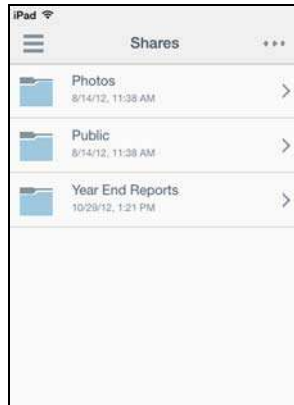 iPad
Shares
Photos
8/14/12, 11:38 AM
Public
8/14/12, 11:38 AM
Year End Reports
10/29/12, 1:21 PM